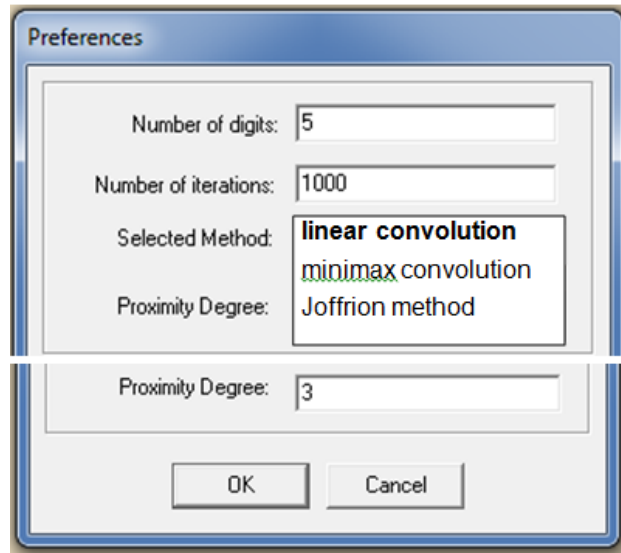 Preferences
Number of digits: 5
Number of iterations: 1000
Selected Method: linear convolution
minimax convolution
Proximity Degree: Joffrion method
Proximity Degree: 3
OK Cancel